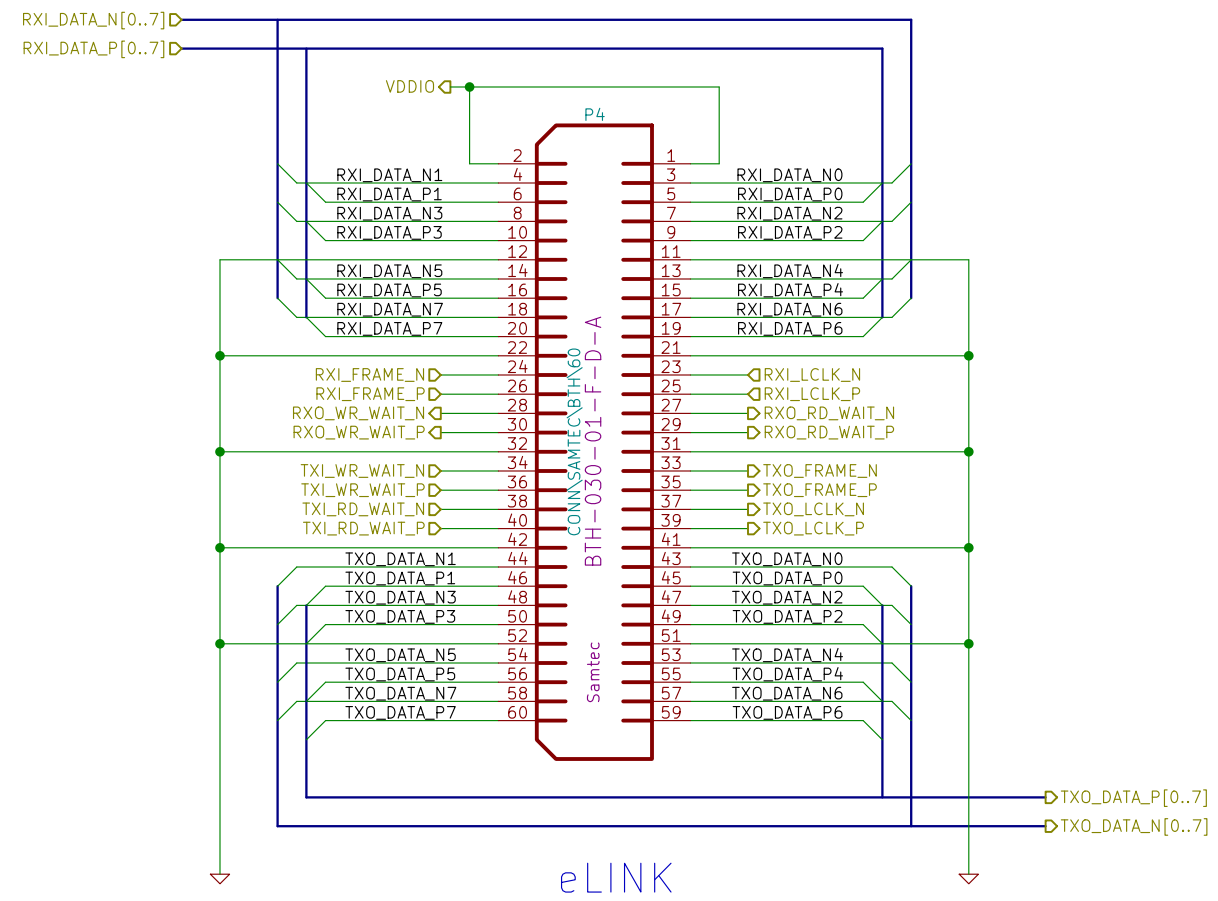 RXI_DATA_N[0..7]
RXI_DATA_P[0..7]
VDDIO
P4
2 1
RXI_DATA_N1 4 3 RXI_DATA_N0
RXI_DATA_P1 6 5 RXI_DATA_P0
RXI_DATA_N3 8 7 RXI_DATA_N2
RXI_DATA_P3 10 9 RXI_DATA_P2
12 11
RXI_DATA_N5 14 13 RXI_DATA_N4
RXI_DATA_P5 16 15 RXI_DATA_P4
RXI_DATA_N7 18 17 RXI_DATA_N6
RXI_DATA_P7 20 19 RXI_DATA_P6
22 21
RXI_FRAME_N 24 23 RXI_LCLK_N
RXI_FRAME_P 26 25 RXI_LCLK_P
RXO_WR_WAIT_N 28 27 RXO_RD_WAIT_N
RXO_WR_WAIT_P 30 29 RXO_RD_WAIT_P
32 31
TXI_WR_WAIT_N 34 33 TXO_FRAME_N
TXI_WR_WAIT_P 36 35 TXO_FRAME_P
TXI_RD_WAIT_N 38 37 TXO_LCLK_N
TXI_RD_WAIT_P 40 39 TXO_LCLK_P
42 41
TXO_DATA_N1 44 43 TXO_DATA_N0
TXO_DATA_P1 46 45 TXO_DATA_P0
TXO_DATA_N3 48 47 TXO_DATA_N2
TXO_DATA_P3 50 49 TXO_DATA_P2
52 51
TXO_DATA_N5 54 53 TXO_DATA_N4
TXO_DATA_P5 56 55 TXO_DATA_P4
TXO_DATA_N7 58 57 TXO_DATA_N6
TXO_DATA_P7 60 59 TXO_DATA_P6
CONN\SAMTEC\BTH\60
BTH-030-01-F-D-A
Samtec
TXO_DATA_P[0..7]
TXO_DATA_N[0..7]
eLINK